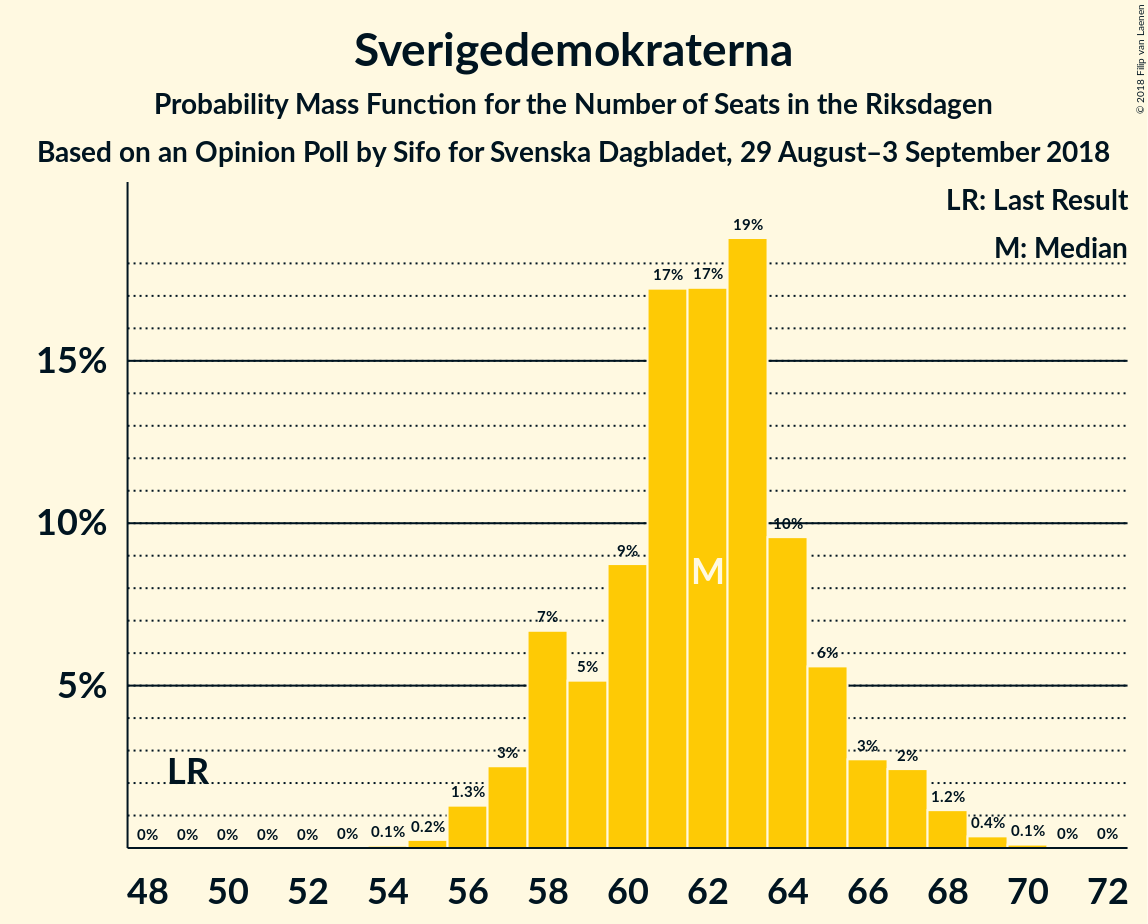 Sverigedemokraterna
Probability Mass Function for the Number of Seats in the Riksdagen
Based on an Opinion Poll by Sifo for Svenska Dagbladet, 29 August–3 September 2018
© 2018 Filip van Laenen
LR: Last Result
M: Median
19%
17% 17%
15%
10% 10%
9%
M
7%
5% 6%
5%
3% 3% 2%
LR
1.3% 1.2%
0% 0% 0% 0% 0% 0% 0.1% 0.2% 0.4% 0.1% 0% 0%
48 50 52 54 56 58 60 62 64 66 68 70 72